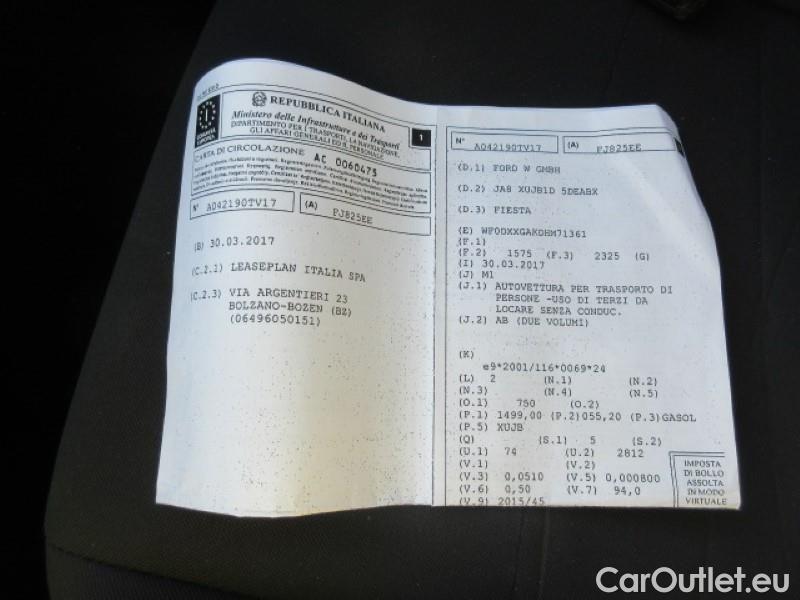 REPUBBLICA ITALIANA
Ministero delle Infrastrutture e dei Trasporti
DIPARTIMENTO PER I TRASPORTI, LA NAVIGAZIONE,
GLI AFFARI GENERALI ED IL PERSONALE
1
CARTA DI CIRCOLAZIONE AC 0060475
N° A042190TV17 (A) FJ825EE
(B) 30.03.2017
(C.2.1) LEASEPLAN ITALIA SPA
(C.2.3) VIA ARGENTIERI 23
BOLZANO-BOZEN (BZ)
(06496050151)
N° A042190TV17 (A) FJ825EE
(D.1) FORD W GMBH
(D.2) JA8 XUJB1D 5DEABX
(D.3) FIESTA
(E) WF0DXXGAKDHM71361
(F.1)
(F.2) 1575 (F.3) 2325 (G)
(I) 30.03.2017
(J) M1
(J.1) AUTOVETTURA PER TRASPORTO DI
PERSONE -USO DI TERZI DA
LOCARE SENZA CONDUC.
(J.2) AB (DUE VOLUMI)
(K)
e9*2001/116*0069*24
(L) 2 (N.1) (N.2)
(N.3) (N.4) (N.5)
(O.1) 750 (O.2)
(P.1) 1499,00 (P.2)055,20 (P.3)GASOL
(P.5) XUJB
(Q) (S.1) 5 (S.2)
(U.1) 74 (U.2) 2812
(V.1) (V.2)
(V.3) 0,0510 (V.5) 0,000800
(V.6) 0,50 (V.7) 94,0
(V.9) 2015/45
IMPOSTA
DI BOLLO
ASSOLTA
IN MODO
VIRTUALE
CarOutlet.eu